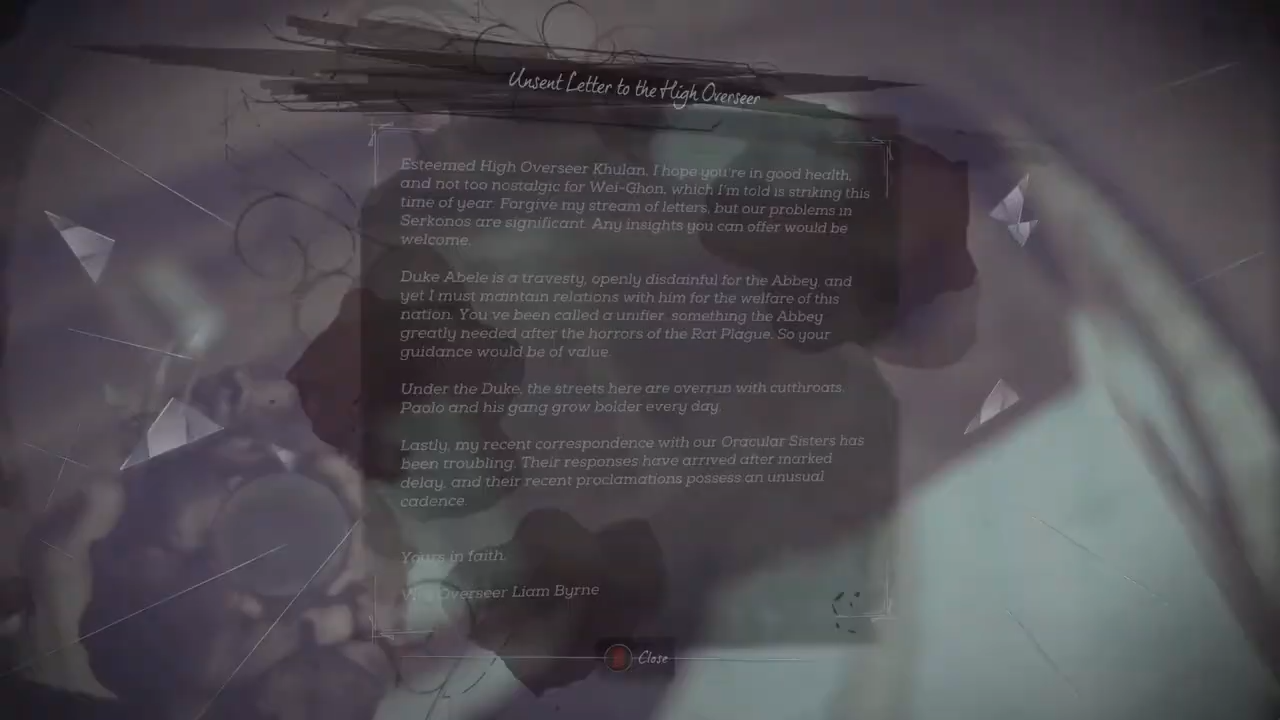 Unsent Letter to the High Overseer
Esteemed High Overseer Khulan, I hope you're in good health,
and not too nostalgic for Wei-Ghon, which I'm told is striking this
time of year. Forgive my stream of letters, but our problems in
Serkonos are significant. Any insights you can offer would be
welcome.
Duke Abele is a travesty, openly disdainful for the Abbey, and
yet I must maintain relations with him for the welfare of this
nation. You've been called a unifier, something the Abbey
greatly needed after the horrors of the Rat Plague. So your
guidance would be of value.
Under the Duke, the streets here are overrun with cutthroats.
Paolo and his gang grow bolder every day.
Lastly, my recent correspondence with our Oracular Sisters has
been troubling. Their responses have arrived after marked
delay, and their recent proclamations possess an unusual
cadence.
Yours in faith,
Overseer Liam Byrne
Close